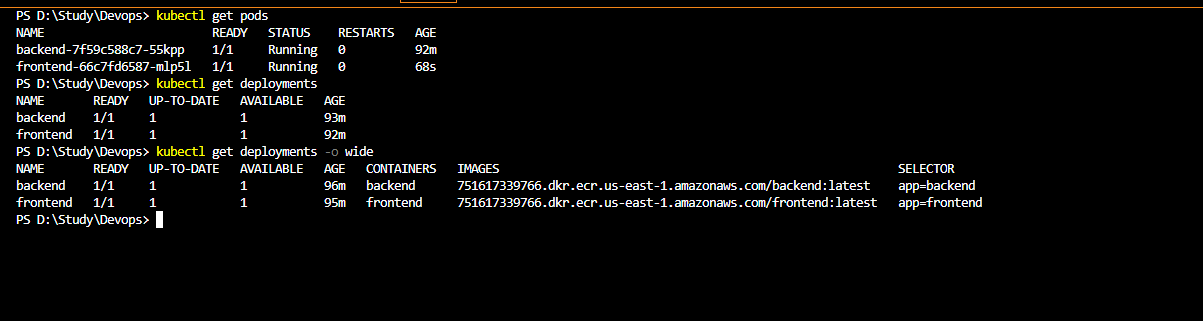 PS D:\Study\Devops> kubectl get pods
NAME READY STATUS RESTARTS AGE
backend-7f59c588c7-55kpp 1/1 Running 0 92m
frontend-66c7fd6587-mlp5l 1/1 Running 0 68s
PS D:\Study\Devops> kubectl get deployments
NAME READY UP-TO-DATE AVAILABLE AGE
backend 1/1 1 1 93m
frontend 1/1 1 1 92m
PS D:\Study\Devops> kubectl get deployments -o wide
NAME READY UP-TO-DATE AVAILABLE AGE CONTAINERS IMAGES SELECTOR
backend 1/1 1 1 96m backend 751617339766.dkr.ecr.us-east-1.amazonaws.com/backend:latest app=backend
frontend 1/1 1 1 95m frontend 751617339766.dkr.ecr.us-east-1.amazonaws.com/frontend:latest app=frontend
PS D:\Study\Devops>